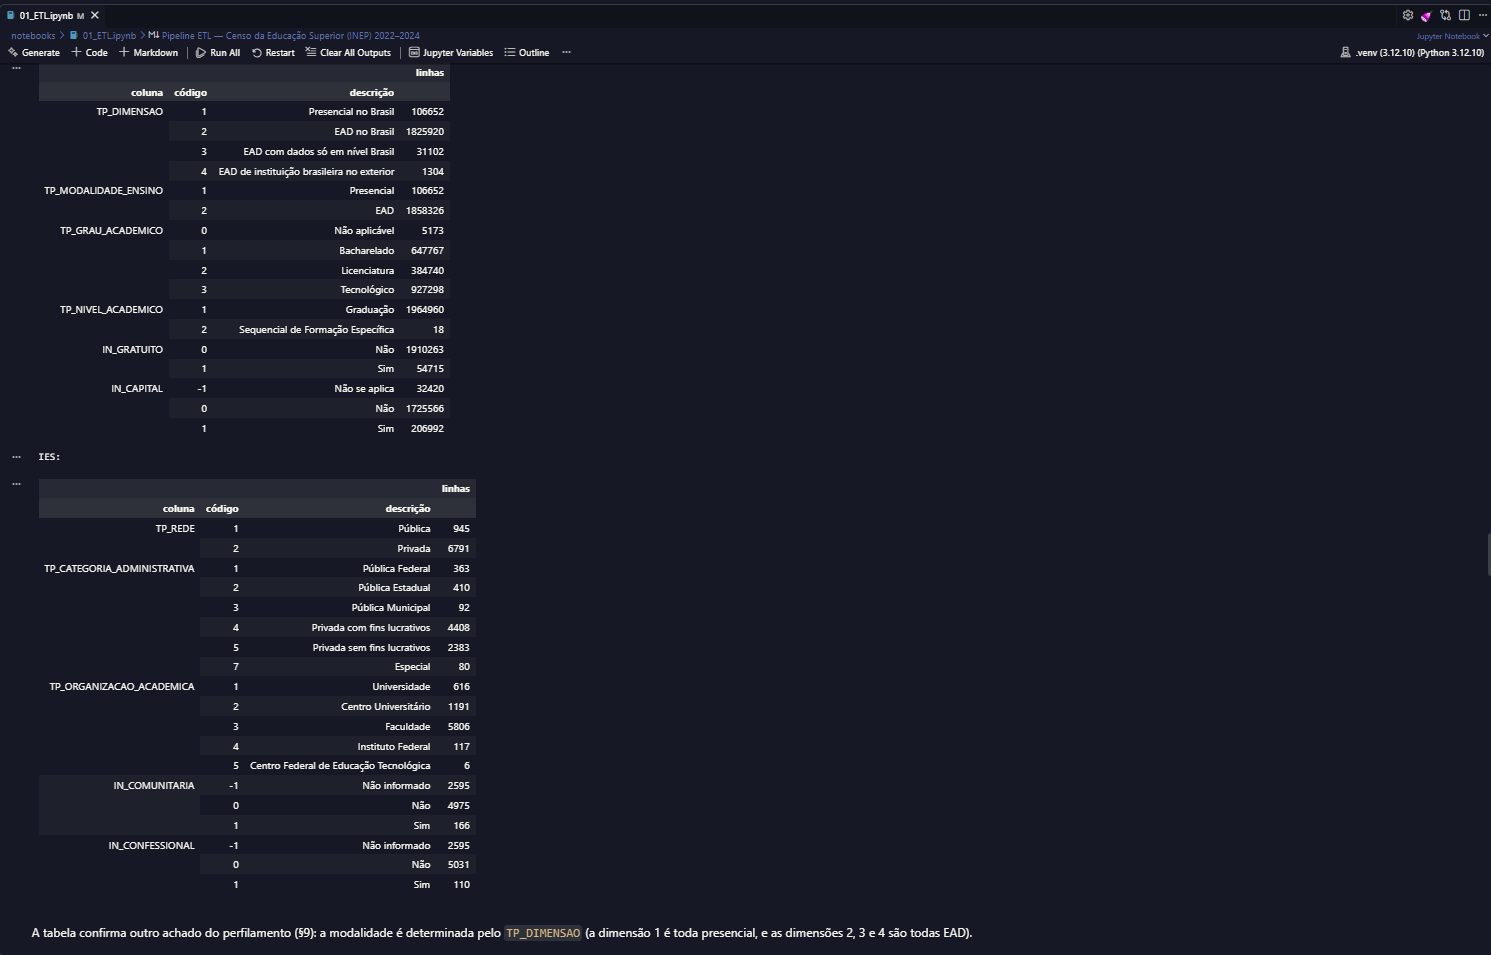 01_ETL.ipynb M
notebooks > 01_ETL.ipynb > M↓ Pipeline ETL — Censo da Educação Superior (INEP) 2022–2024
Jupyter Notebook
Generate + Code + Markdown | Run All Restart Clear All Outputs | Jupyter Variables Outline ...
.venv (3.12.10) (Python 3.12.10)
linhas
coluna código descrição
TP_DIMENSAO 1 Presencial no Brasil 106652
2 EAD no Brasil 1825920
3 EAD com dados só em nível Brasil 31102
4 EAD de instituição brasileira no exterior 1304
TP_MODALIDADE_ENSINO 1 Presencial 106652
2 EAD 1858326
TP_GRAU_ACADEMICO 0 Não aplicável 5173
1 Bacharelado 647767
2 Licenciatura 384740
3 Tecnológico 927298
TP_NIVEL_ACADEMICO 1 Graduação 1964960
2 Sequencial de Formação Específica 18
IN_GRATUITO 0 Não 1910263
1 Sim 54715
IN_CAPITAL -1 Não se aplica 32420
0 Não 1725566
1 Sim 206992
IES:
linhas
coluna código descrição
TP_REDE 1 Pública 945
2 Privada 6791
TP_CATEGORIA_ADMINISTRATIVA 1 Pública Federal 363
2 Pública Estadual 410
3 Pública Municipal 92
4 Privada com fins lucrativos 4408
5 Privada sem fins lucrativos 2383
7 Especial 80
TP_ORGANIZACAO_ACADEMICA 1 Universidade 616
2 Centro Universitário 1191
3 Faculdade 5806
4 Instituto Federal 117
5 Centro Federal de Educação Tecnológica 6
IN_COMUNITARIA -1 Não informado 2595
0 Não 4975
1 Sim 166
IN_CONFESSIONAL -1 Não informado 2595
0 Não 5031
1 Sim 110
A tabela confirma outro achado do perfilamento (§9): a modalidade é determinada pelo TP_DIMENSAO (a dimensão 1 é toda presencial, e as dimensões 2, 3 e 4 são todas EAD).